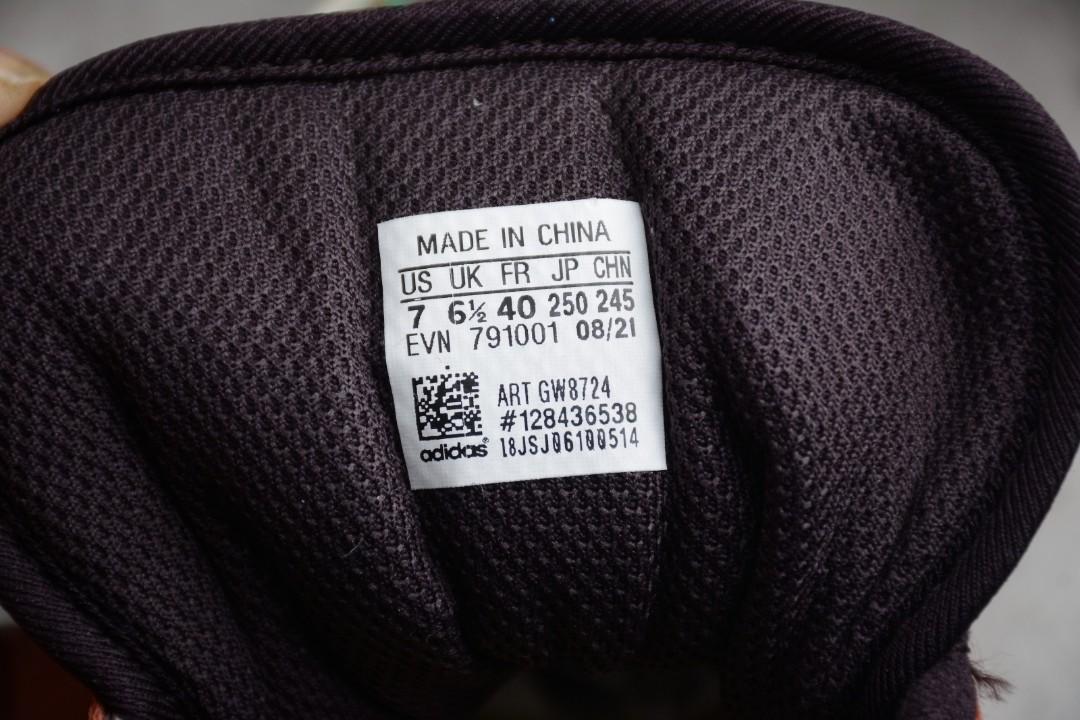 MADE IN CHINA
US UK FR JP CHN
7 6½ 40 250 245
EVN 791001 08/21
ART GW8724
#128436538
adidas® 18JSJ06100514